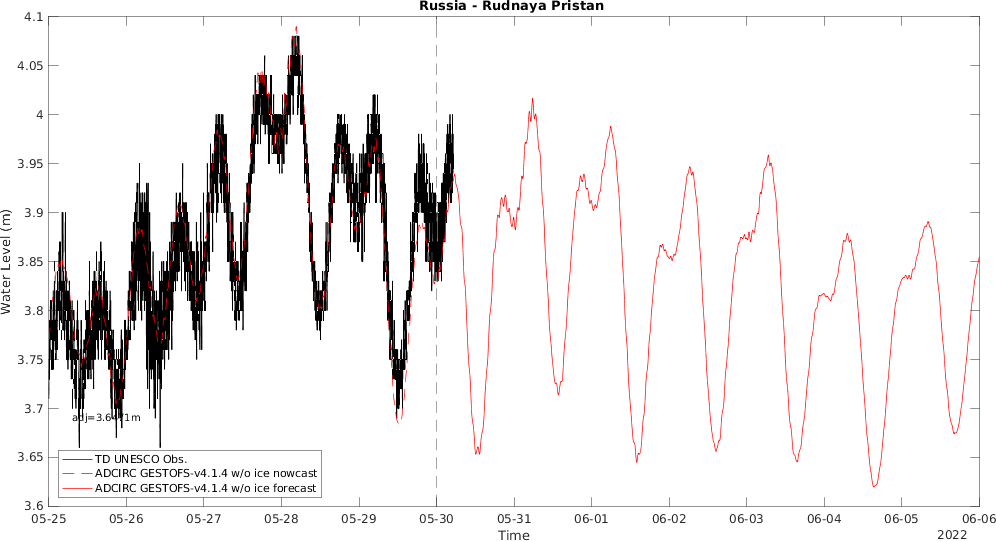 Russia - Rudnaya Pristan
4.1
4.05
4
3.95
3.9
3.85
3.8
3.75
3.7
3.65
3.6
Water Level (m)
TD UNESCO Obs.
ADCIRC GESTOFS-v4.1.4 w/o ice nowcast
ADCIRC GESTOFS-v4.1.4 w/o ice forecast
05-25 05-26 05-27 05-28 05-29 05-30 05-31 06-01 06-02 06-03 06-04 06-05 06-06
Time
2022